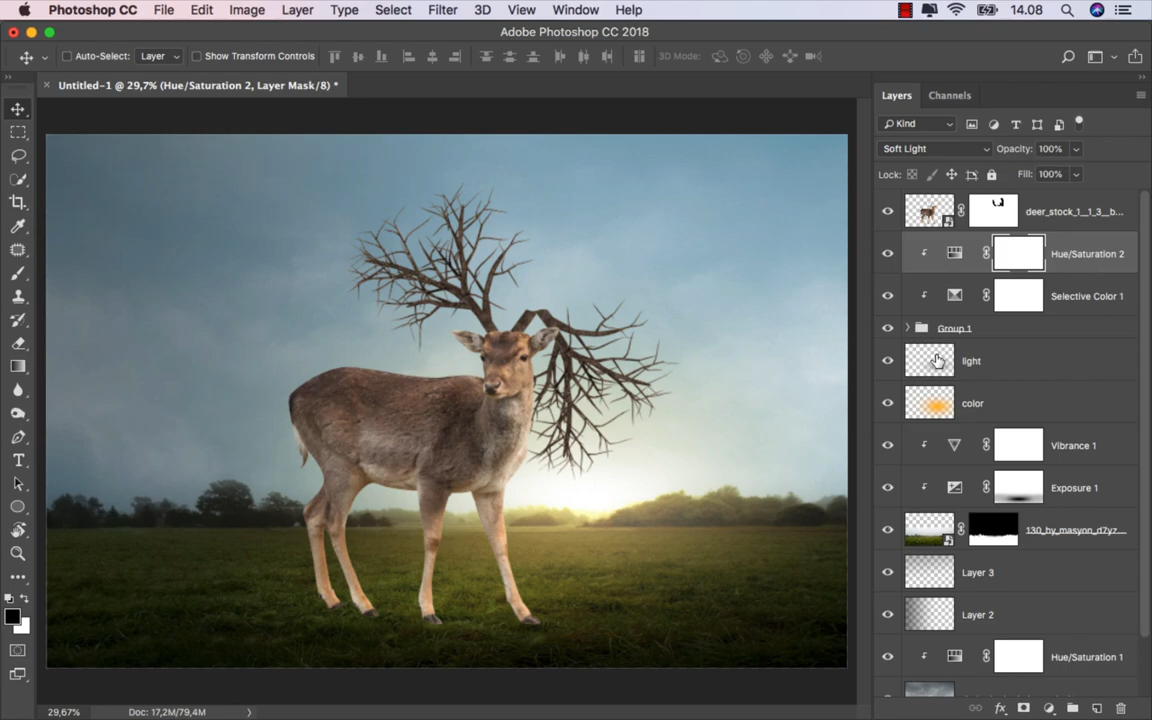 Photoshop CC File Edit Image Layer Type Select Filter 3D View Window Help 14.08
Adobe Photoshop CC 2018
Auto-Select: Layer Show Transform Controls 3D Mode:
Untitled-1 @ 29,7% (Hue/Saturation 2, Layer Mask/8) *
Layers Channels
Kind
Soft Light Opacity: 100%
Lock: Fill: 100%
deer_stock_1__1_3__b...
Hue/Saturation 2
Selective Color 1
Group 1
light
color
Vibrance 1
Exposure 1
130_by_masyon_d7yz...
Layer 3
Layer 2
Hue/Saturation 1
29,67% Doc: 17,2M/79,4M
fx